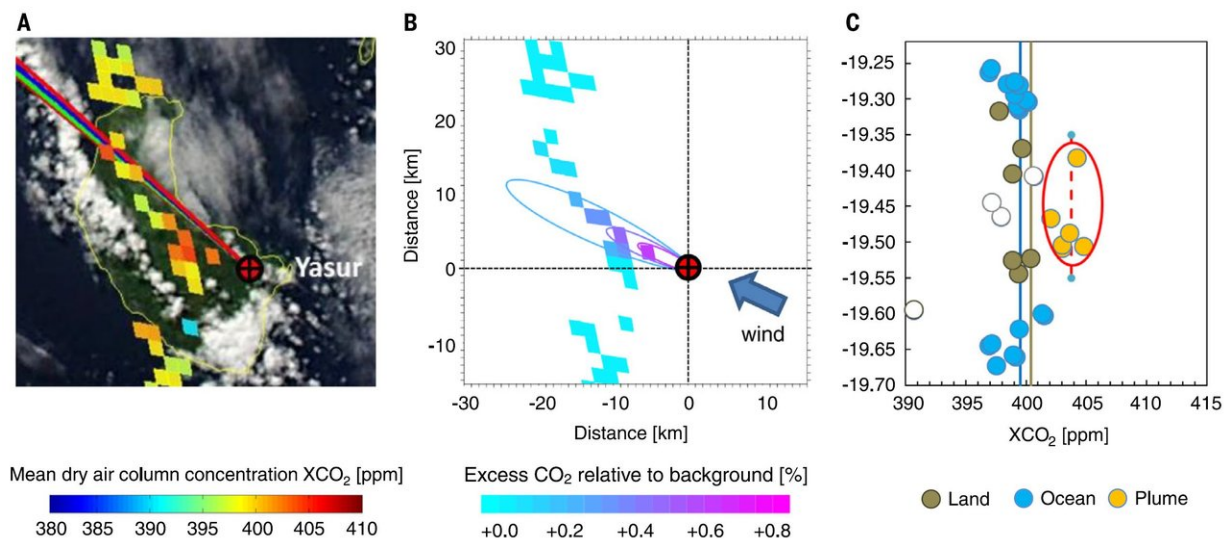 A
Yasur
Mean dry air column concentration XCO₂ [ppm]
380 385 390 395 400 405 410
B
Distance [km]
30
20
10
0
-10
-30 -20 -10 0 10
wind
Distance [km]
Excess CO₂ relative to background [%]
+0.0 +0.2 +0.4 +0.6 +0.8
C
-19.25
-19.30
-19.35
-19.40
-19.45
-19.50
-19.55
-19.60
-19.65
-19.70
390 395 400 405 410 415
XCO₂ [ppm]
Land Ocean Plume